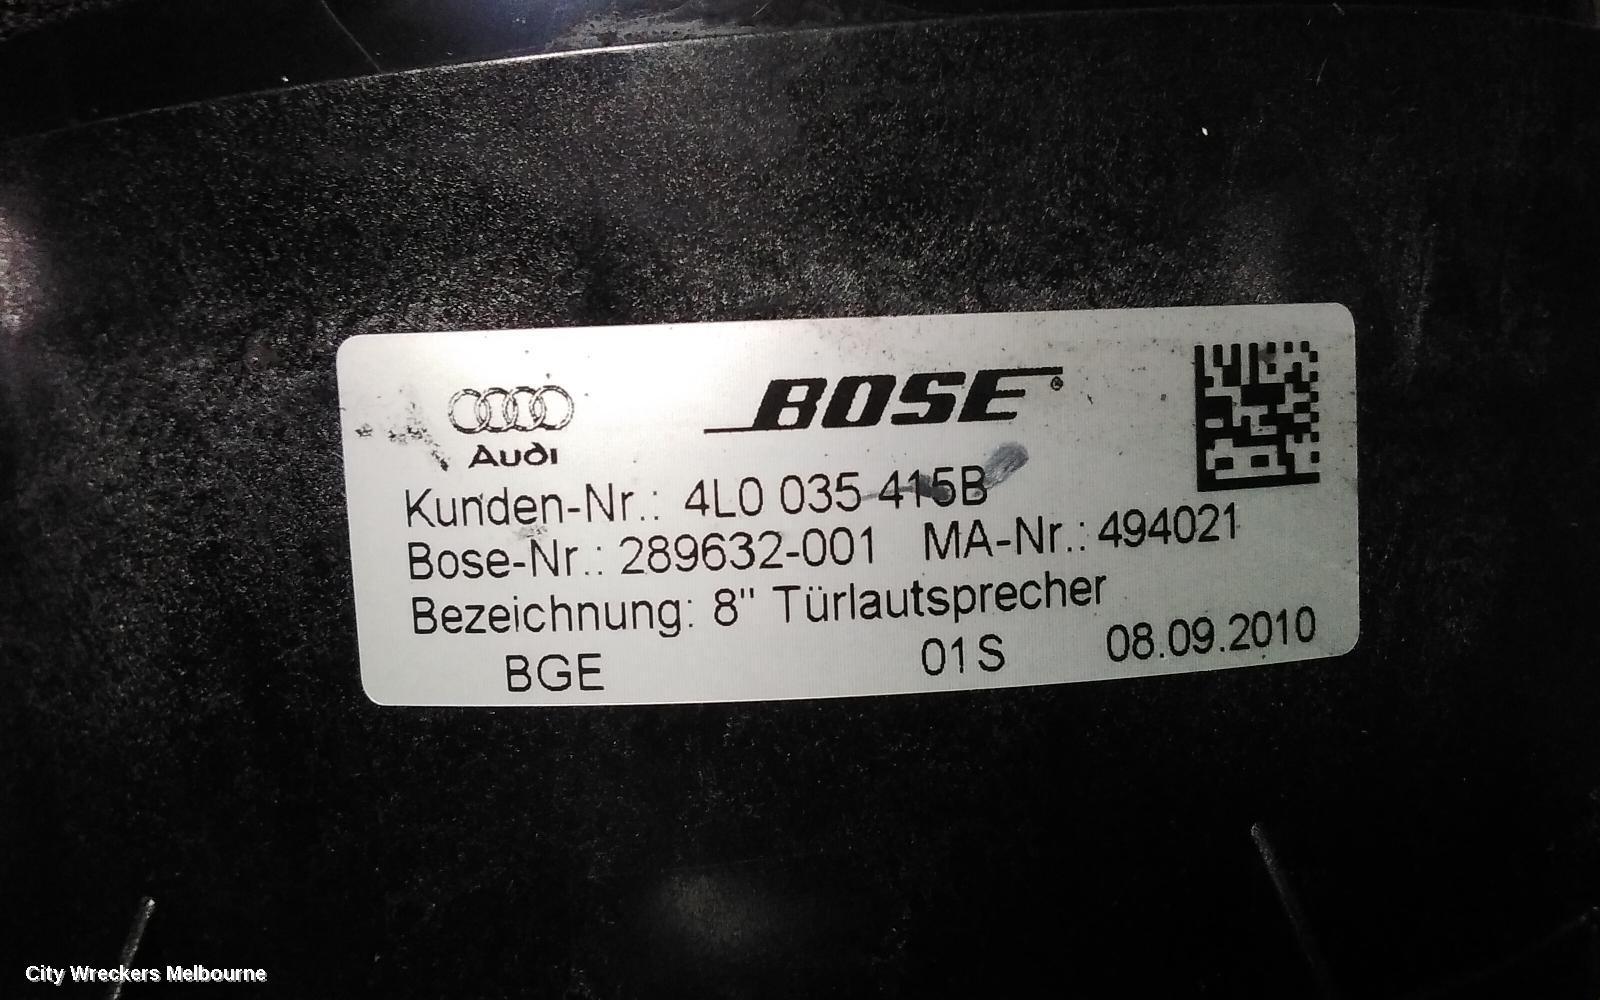 Audi
BOSE®
Kunden-Nr.: 4L0 035 415B
Bose-Nr.: 289632-001 MA-Nr.: 494021
Bezeichnung: 8" Türlautsprecher
BGE 01S 08.09.2010
City Wreckers Melbourne